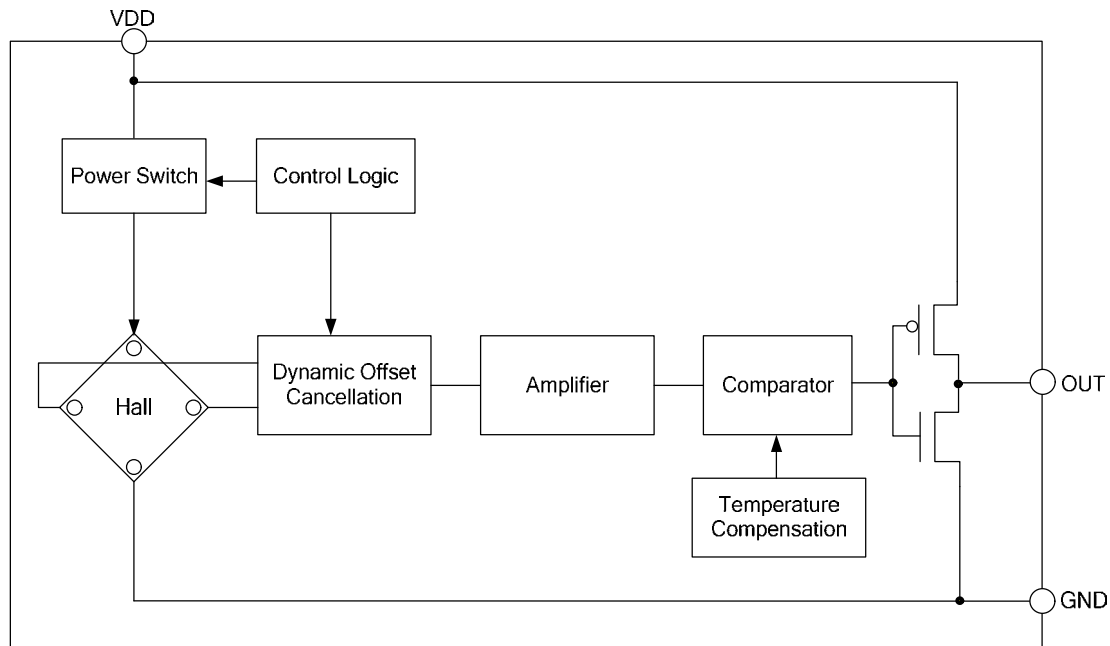 VDD
Power Switch
Control Logic
Hall
Dynamic Offset
Cancellation
Amplifier
Comparator
OUT
Temperature
Compensation
GND